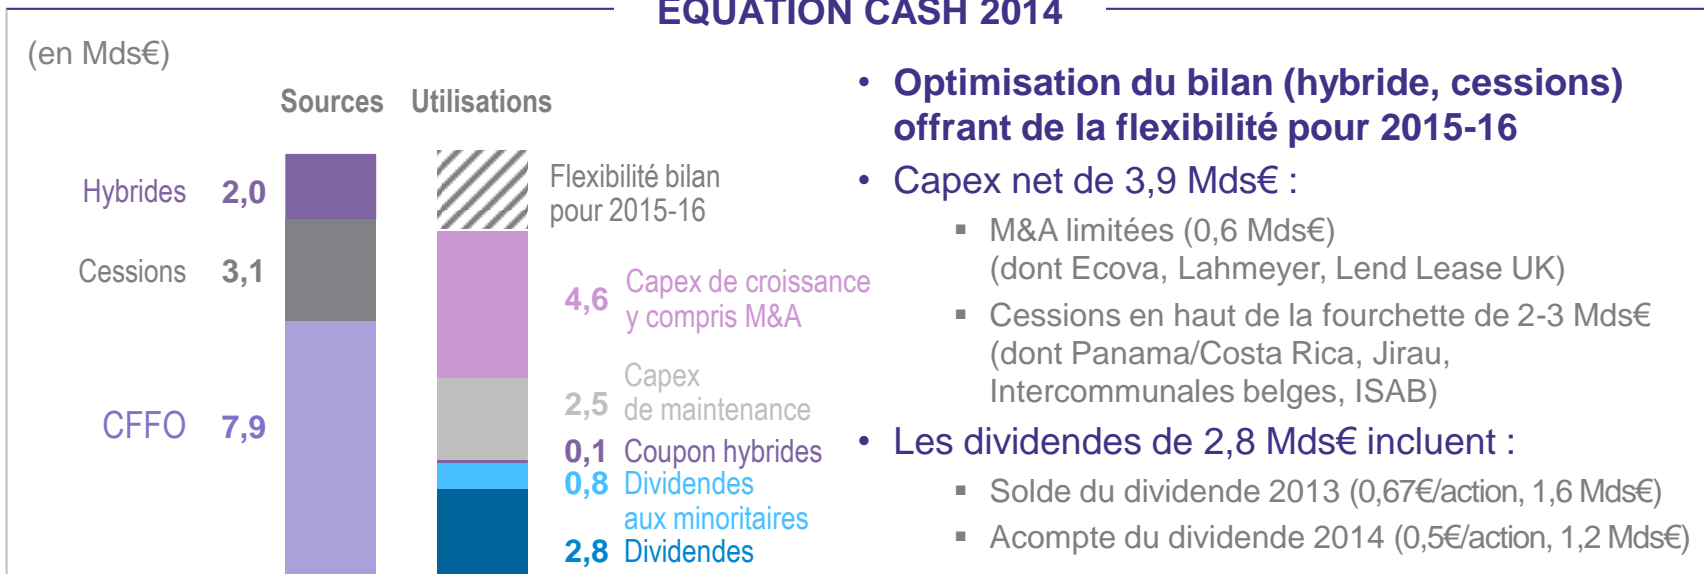 EQUATION CASH 2014
(en Mds€)
Sources Utilisations
Hybrides 2,0
Cessions 3,1
CFFO 7,9
Flexibilité bilan
pour 2015-16
4,6 Capex de croissance
y compris M&A
2,5 Capex
de maintenance
0,1 Coupon hybrides
0,8 Dividendes
aux minoritaires
2,8 Dividendes
• Optimisation du bilan (hybride, cessions)
offrant de la flexibilité pour 2015-16
• Capex net de 3,9 Mds€ :
▪ M&A limitées (0,6 Mds€)
(dont Ecova, Lahmeyer, Lend Lease UK)
▪ Cessions en haut de la fourchette de 2-3 Mds€
(dont Panama/Costa Rica, Jirau,
Intercommunales belges, ISAB)
• Les dividendes de 2,8 Mds€ incluent :
▪ Solde du dividende 2013 (0,67€/action, 1,6 Mds€)
▪ Acompte du dividende 2014 (0,5€/action, 1,2 Mds€)